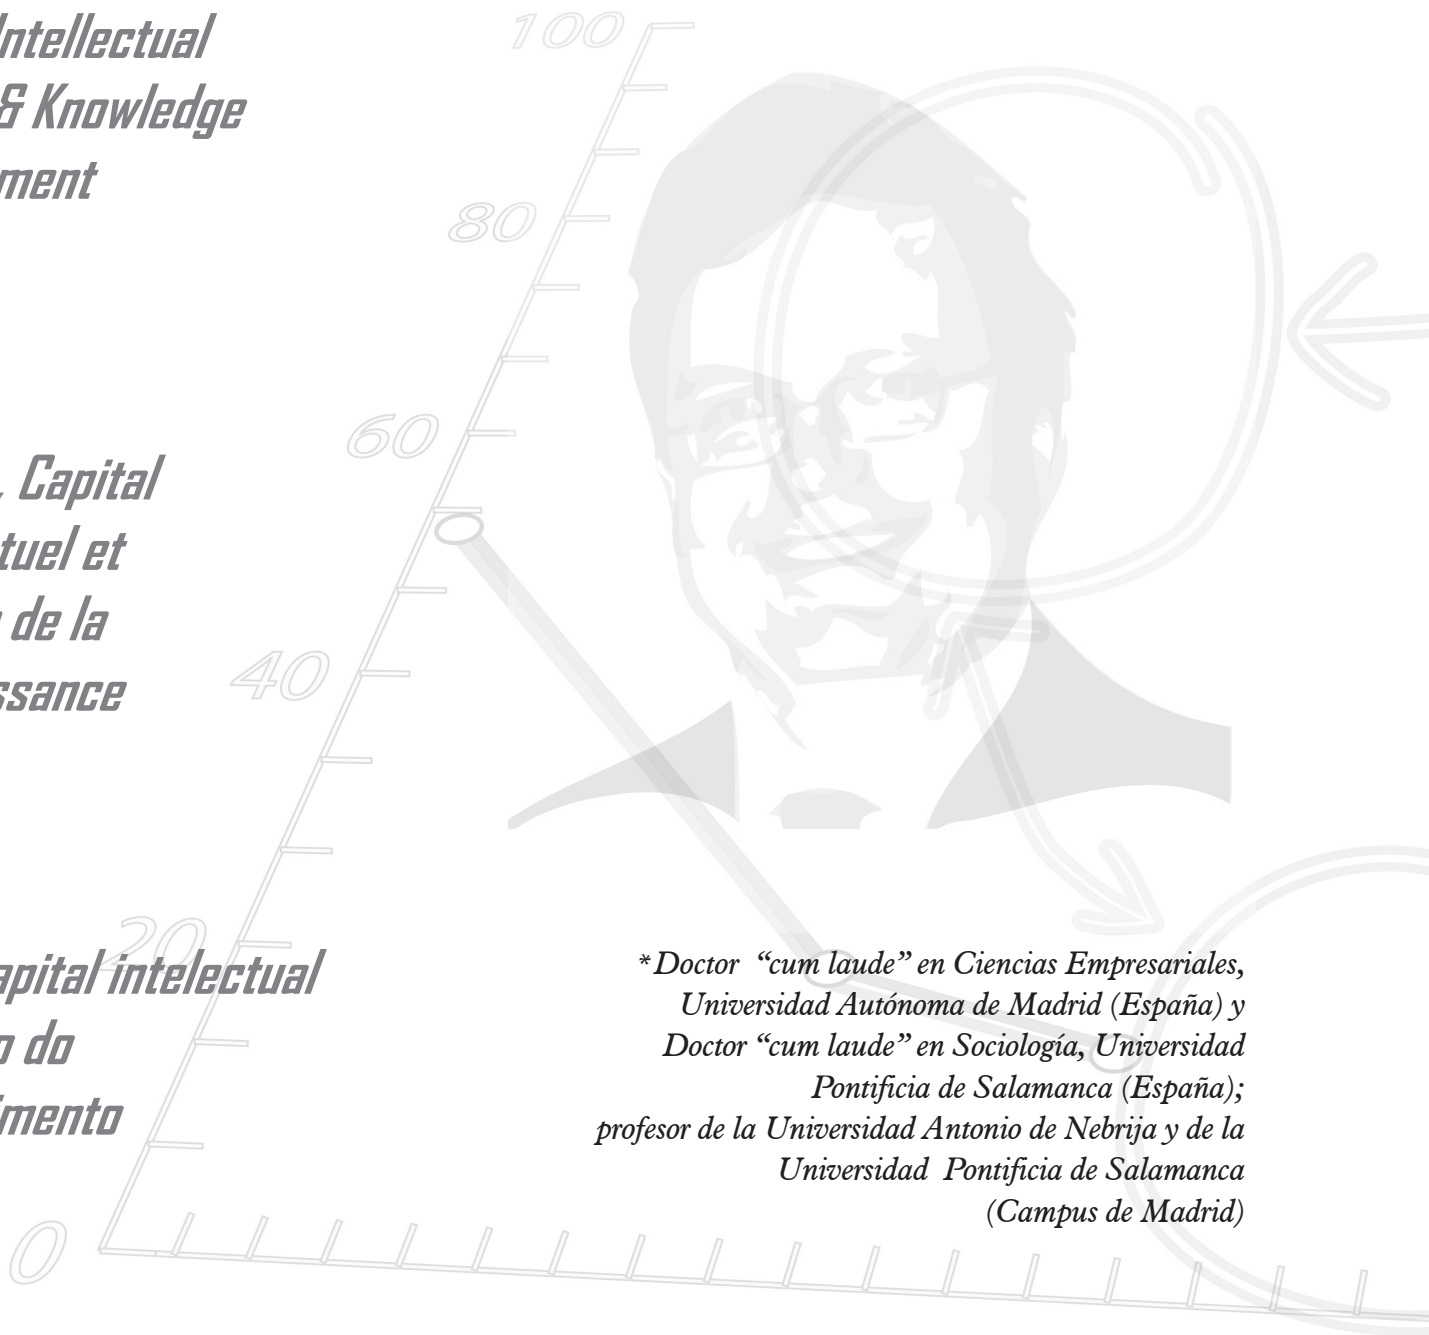 Intellectual
& Knowledge
ment
, Capital
tuel et
de la
ssance
apital intelectual
o do
imento
100
80
60
40
20
0
*Doctor “cum laude” en Ciencias Empresariales,
Universidad Autónoma de Madrid (España) y
Doctor “cum laude” en Sociología, Universidad
Pontificia de Salamanca (España);
profesor de la Universidad Antonio de Nebrija y de la
Universidad Pontificia de Salamanca
(Campus de Madrid)